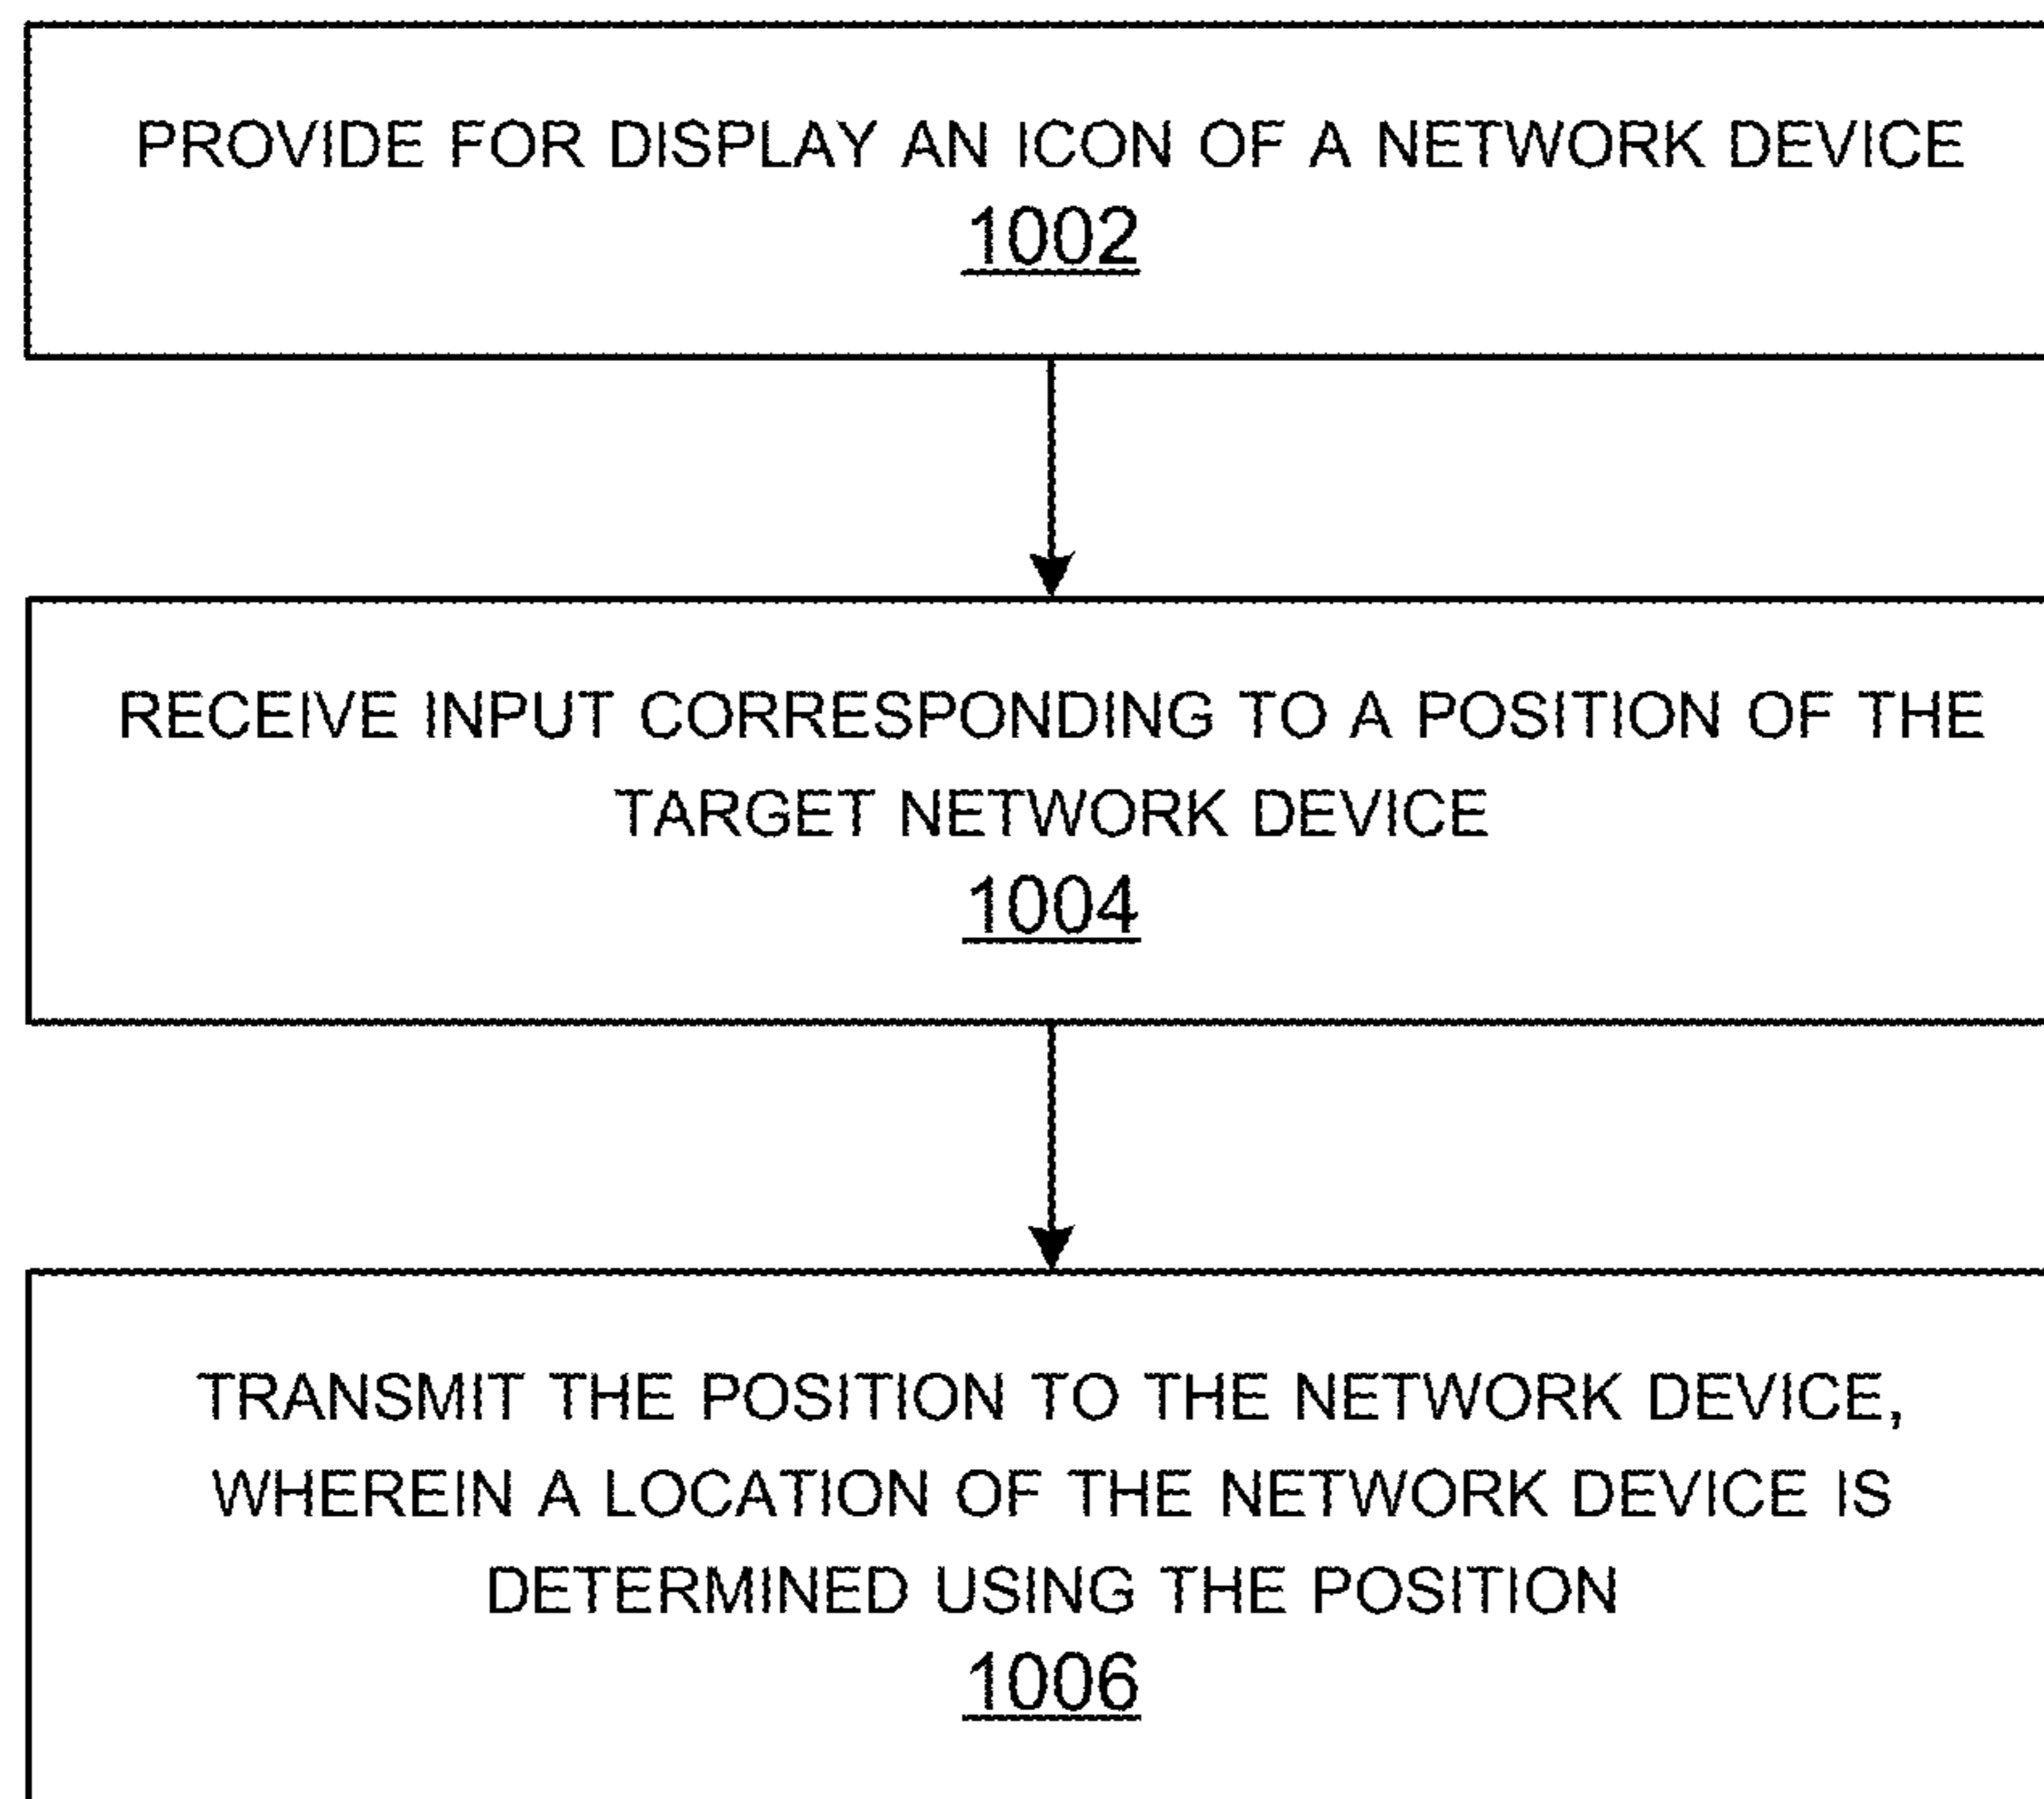 PROVIDE FOR DISPLAY AN ICON OF A NETWORK DEVICE
1002
RECEIVE INPUT CORRESPONDING TO A POSITION OF THE
TARGET NETWORK DEVICE
1004
TRANSMIT THE POSITION TO THE NETWORK DEVICE,
WHEREIN A LOCATION OF THE NETWORK DEVICE IS
DETERMINED USING THE POSITION
1006